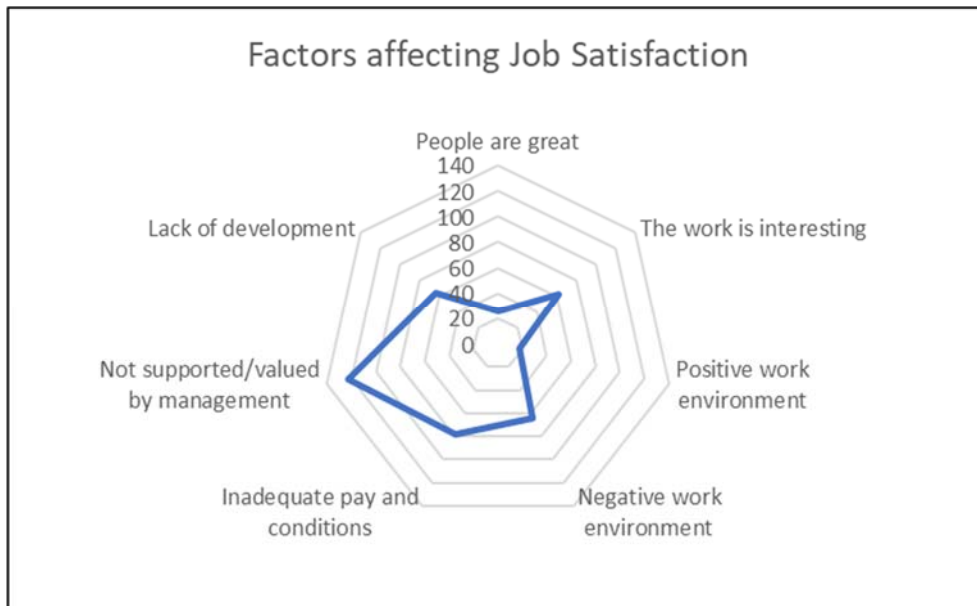 Factors affecting Job Satisfaction
People are great
140
120
100
80
60
40
20
0
Lack of development
The work is interesting
Not supported/valued
by management
Positive work
environment
Inadequate pay and
conditions
Negative work
environment